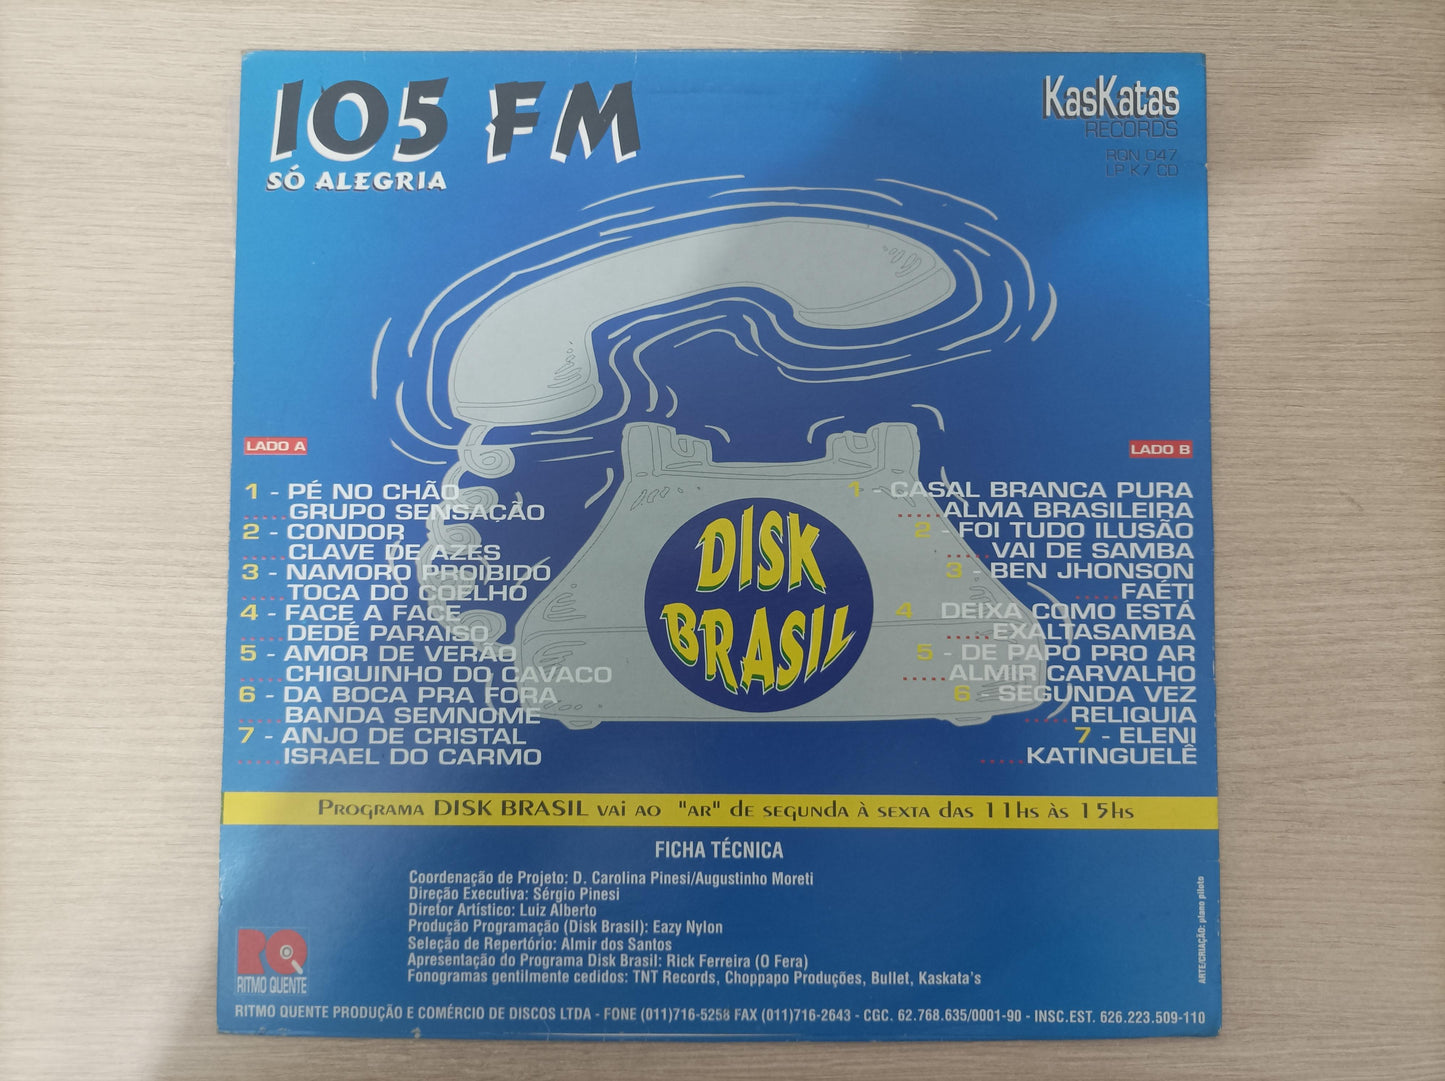 105 FM
SÓ ALEGRIA
KasKatas
RECORDS
RQN 047
LP K7 CD
LADO A
1 - PÉ NO CHÃO
.....GRUPO SENSAÇÃO
2 - CONDOR
.....CLAVE DE AZES
3 - NAMORO PROIBIDO
.....TOCA DO COELHO
4 - FACE A FACE
.....DEDÉ PARAISO
5 - AMOR DE VERÃO
.....CHIQUINHO DO CAVACO
6 - DA BOCA PRA FORA
.....BANDA SEMNOME
7 - ANJO DE CRISTAL
.....ISRAEL DO CARMO
DISK
BRASIL
LADO B
1 - CASAL BRANCA PURA
.....ALMA BRASILEIRA
2 - FOI TUDO ILUSÃO
.....VAI DE SAMBA
3 - BEN JHONSON
.....FAÉTI
4 DEIXA COMO ESTÁ
.....EXALTASAMBA
5 - DE PAPO PRO AR
.....ALMIR CARVALHO
6 - SEGUNDA VEZ
.....RELIQUIA
7 - ELENI
.....KATINGUELÊ
PROGRAMA DISK BRASIL VAI AO "AR" DE SEGUNDA À SEXTA DAS 11HS ÀS 15HS
FICHA TÉCNICA
Coordenação de Projeto: D. Carolina Pinesi/Augustinho Moreti
Direção Executiva: Sérgio Pinesi
Diretor Artístico: Luiz Alberto
Produção Programação (Disk Brasil): Eazy Nylon
Seleção de Repertório: Almir dos Santos
Apresentação do Programa Disk Brasil: Rick Ferreira (O Fera)
Fonogramas gentilmente cedidos: TNT Records, Choppapo Produções, Bullet, Kaskata's
RQ
RITMO QUENTE
ARTE/CRIAÇÃO: plano piloto
RITMO QUENTE PRODUÇÃO E COMÉRCIO DE DISCOS LTDA - FONE (011)716-5258 FAX (011)716-2643 - CGC. 62.768.635/0001-90 - INSC.EST. 626.223.509-110